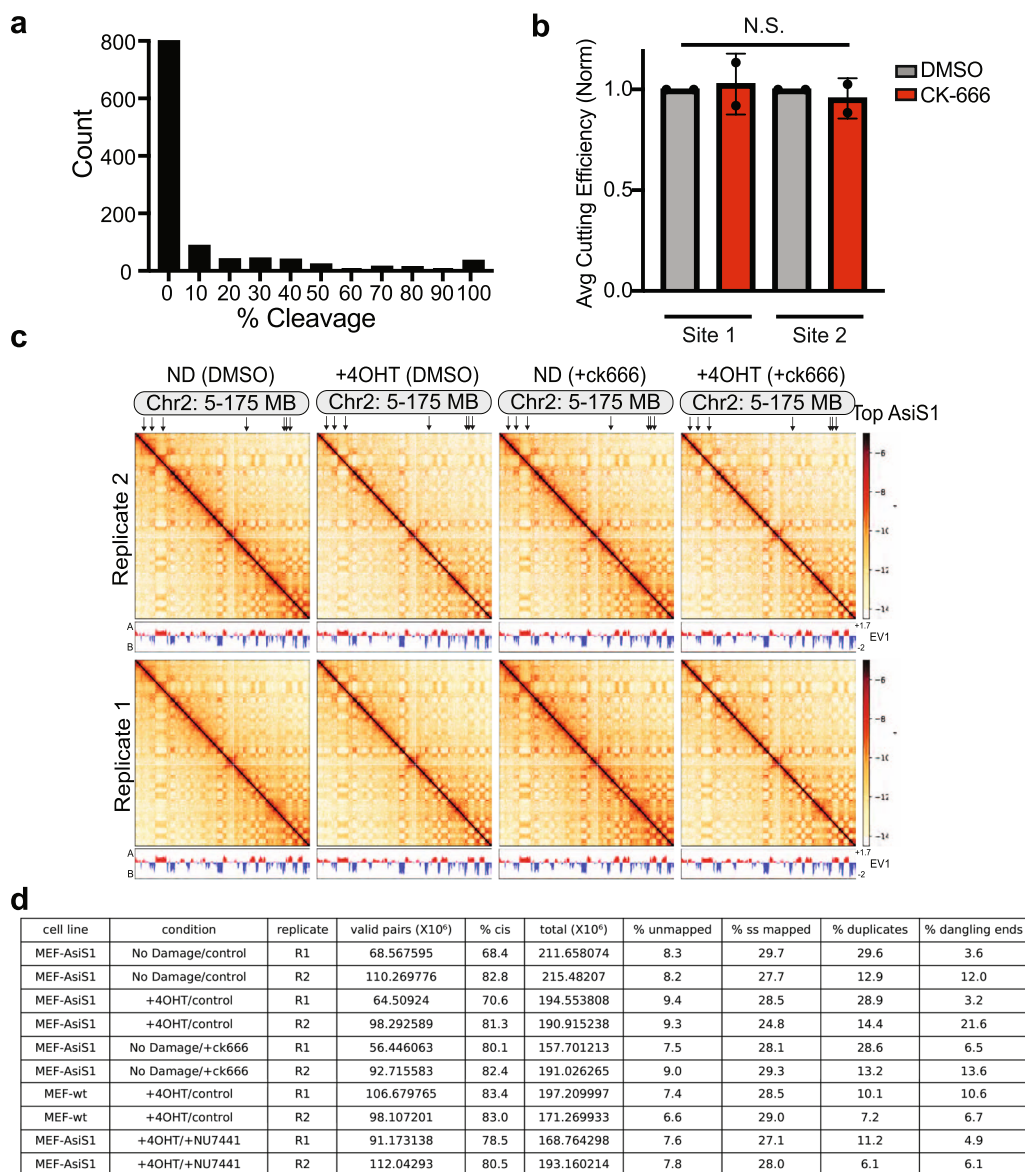 a
800
600
400
200
0
Count
0 10 20 30 40 50 60 70 80 90 100
% Cleavage
b
N.S.
DMSO
CK-666
1.0
0.5
0.0
Avg Cutting Efficiency (Norm)
Site 1 Site 2
c
ND (DMSO) +4OHT (DMSO) ND (+ck666) +4OHT (+ck666)
Chr2: 5-175 MB Chr2: 5-175 MB Chr2: 5-175 MB Chr2: 5-175 MB Top AsiS1
Replicate 2
−6
−8
−10
−12
−14
A
B
+1.7
EV1
-2
Replicate 1
−6
−8
−10
−12
−14
A
B
+1.7
EV1
-2
d
cell line condition replicate valid pairs (X10⁶) % cis total (X10⁶) % unmapped % ss mapped % duplicates % dangling ends
MEF-AsiS1 No Damage/control R1 68.567595 68.4 211.658074 8.3 29.7 29.6 3.6
MEF-AsiS1 No Damage/control R2 110.269776 82.8 215.48207 8.2 27.7 12.9 12.0
MEF-AsiS1 +4OHT/control R1 64.50924 70.6 194.553808 9.4 28.5 28.9 3.2
MEF-AsiS1 +4OHT/control R2 98.292589 81.3 190.915238 9.3 24.8 14.4 21.6
MEF-AsiS1 No Damage/+ck666 R1 56.446063 80.1 157.701213 7.5 28.1 28.6 6.5
MEF-AsiS1 No Damage/+ck666 R2 92.715583 82.4 191.026265 9.0 29.3 13.2 13.6
MEF-wt +4OHT/control R1 106.679765 83.4 197.209997 7.4 28.5 10.1 10.6
MEF-wt +4OHT/control R2 98.107201 83.0 171.269933 6.6 29.0 7.2 6.7
MEF-AsiS1 +4OHT/+NU7441 R1 91.173138 78.5 168.764298 7.6 27.1 11.2 4.9
MEF-AsiS1 +4OHT/+NU7441 R2 112.04293 80.5 193.160214 7.8 28.0 6.1 6.1